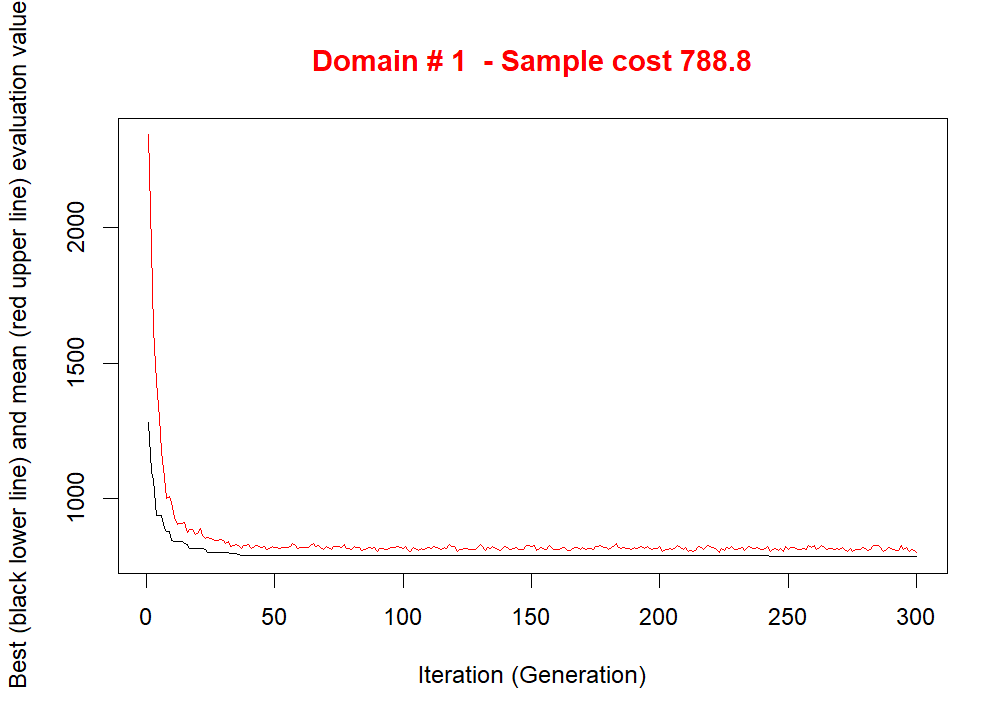 Domain # 1 - Sample cost 788.8
Best (black lower line) and mean (red upper line) evaluation value
2000
1500
1000
0 50 100 150 200 250 300
Iteration (Generation)